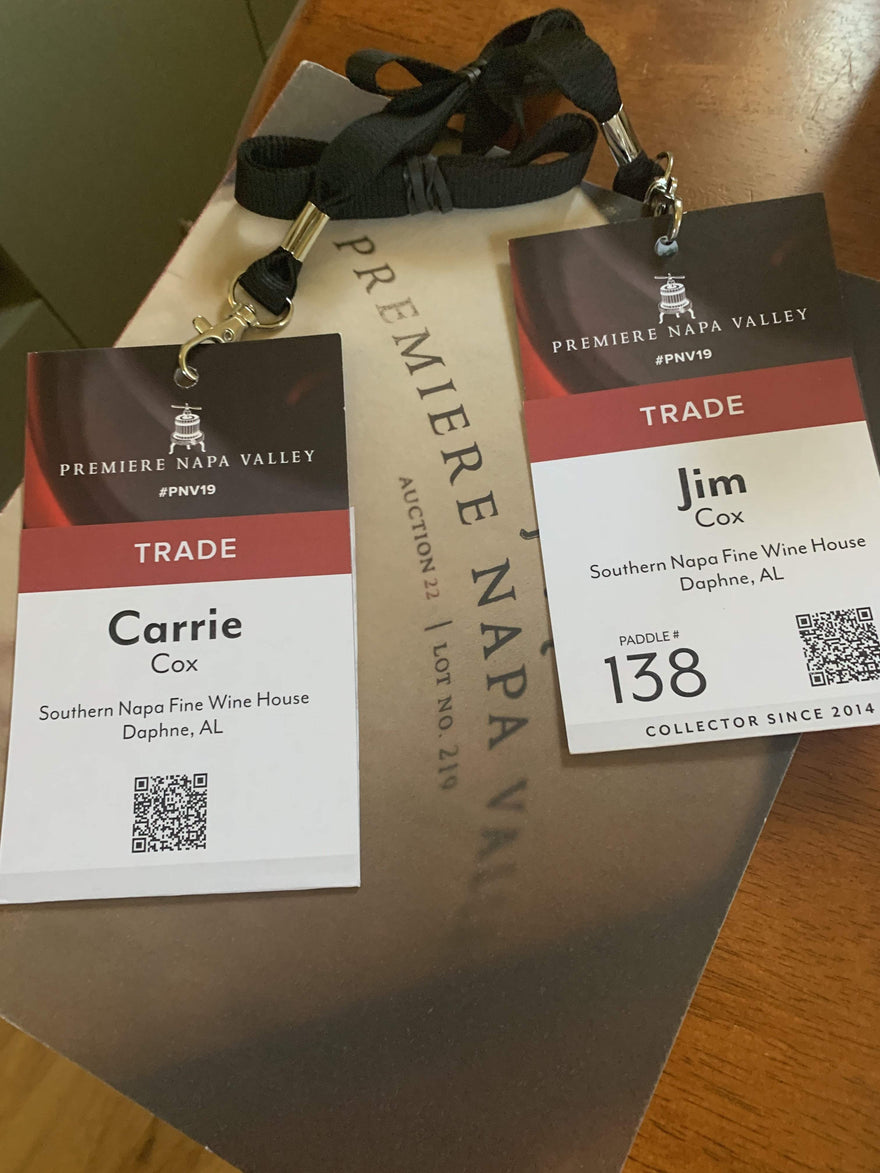 PREMIERE NAPA VALLEY
#PNV19
TRADE
Carrie
Cox
Southern Napa Fine Wine House
Daphne, AL
PREMIERE NAPA VAL
AUCTION 22 | LOT NO. 219
PREMIERE NAPA VALLEY
#PNV19
TRADE
Jim
Cox
Southern Napa Fine Wine House
Daphne, AL
PADDLE #
138
COLLECTOR SINCE 2014